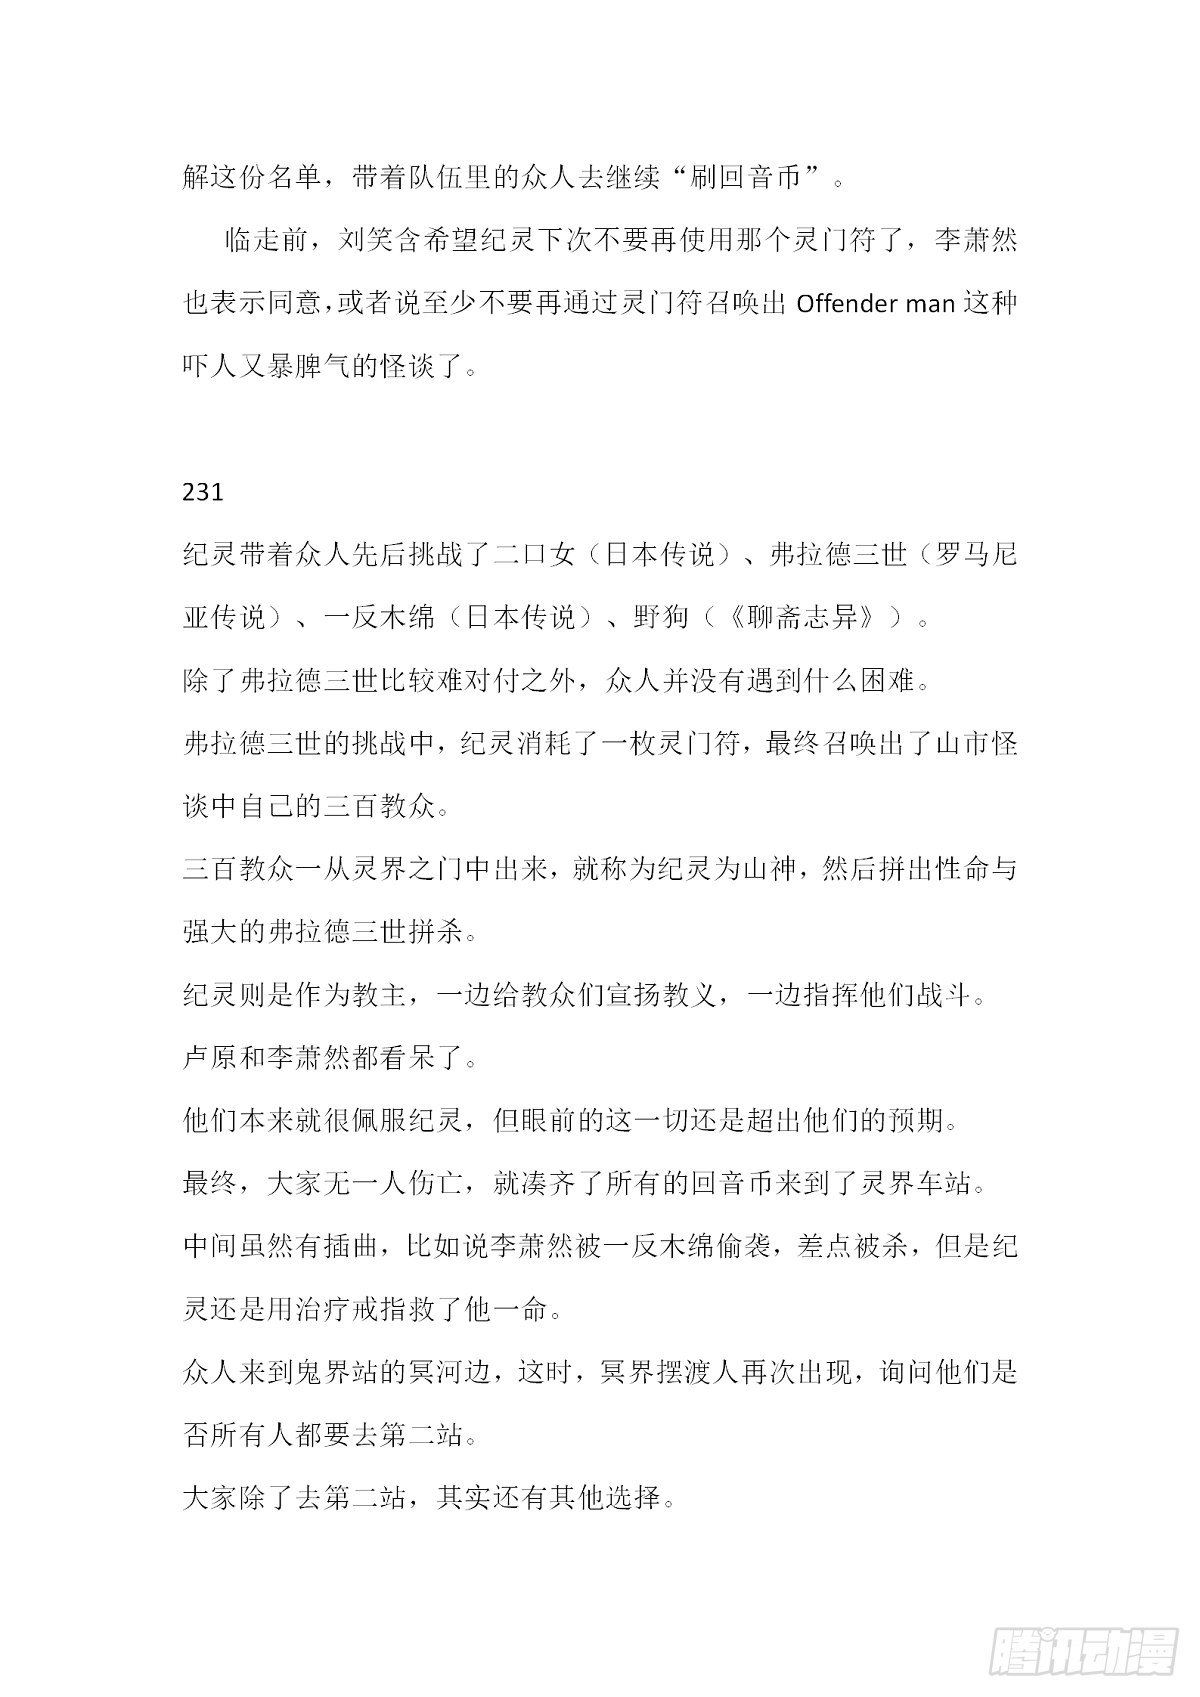 解这份名单，带着队伍里的众人去继续“刷回音币”。
临走前，刘笑含希望纪灵下次不要再使用那个灵门符了，李萧然
也表示同意，或者说至少不要再通过灵门符召唤出 Offender man 这种
吓人又暴脾气的怪谈了。
231
纪灵带着众人先后挑战了二口女（日本传说）、弗拉德三世（罗马尼
亚传说）、一反木绵（日本传说）、野狗（《聊斋志异》）。
除了弗拉德三世比较难对付之外，众人并没有遇到什么困难。
弗拉德三世的挑战中，纪灵消耗了一枚灵门符，最终召唤出了山市怪
谈中自己的三百教众。
三百教众一从灵界之门中出来，就称为纪灵为山神，然后拼出性命与
强大的弗拉德三世拼杀。
纪灵则是作为教主，一边给教众们宣扬教义，一边指挥他们战斗。
卢原和李萧然都看呆了。
他们本来就很佩服纪灵，但眼前的这一切还是超出他们的预期。
最终，大家无一人伤亡，就凑齐了所有的回音币来到了灵界车站。
中间虽然有插曲，比如说李萧然被一反木绵偷袭，差点被杀，但是纪
灵还是用治疗戒指救了他一命。
众人来到鬼界站的冥河边，这时，冥界摆渡人再次出现，询问他们是
否所有人都要去第二站。
大家除了去第二站，其实还有其他选择。
腾讯动漫